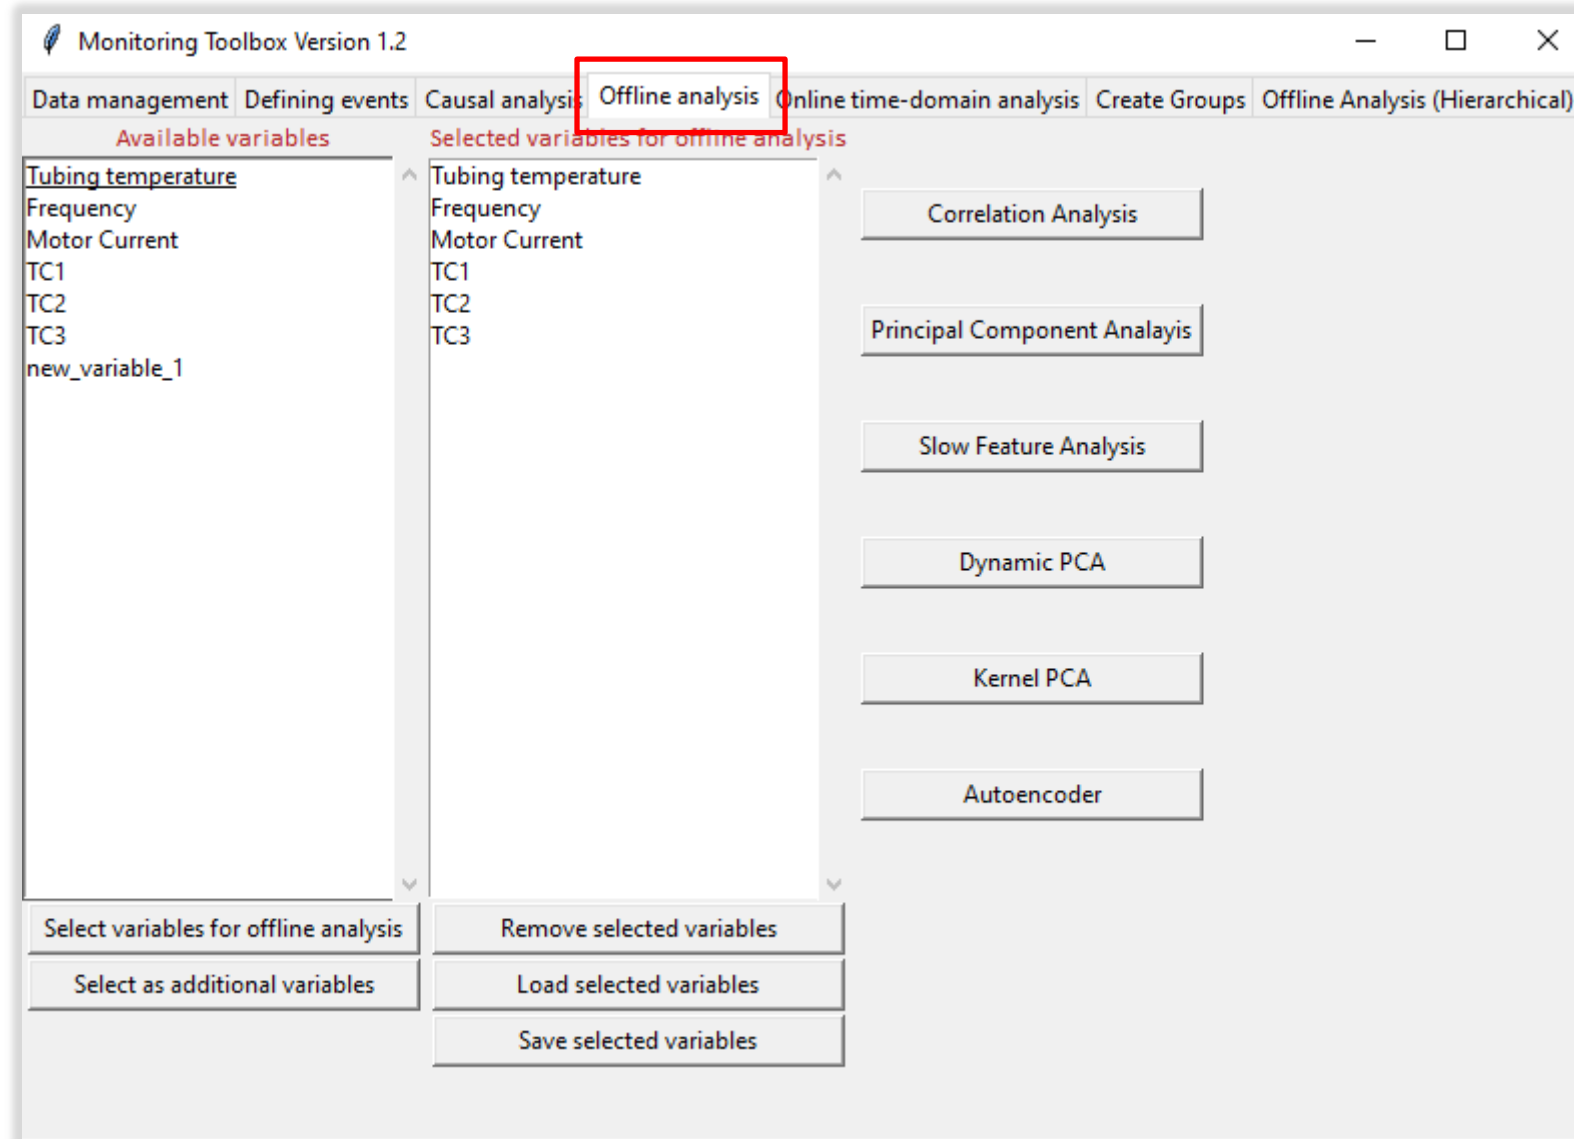 Monitoring Toolbox Version 1.2
Data management Defining events Causal analysis Offline analysis Online time-domain analysis Create Groups Offline Analysis (Hierarchical)
Available variables
Selected variables for offline analysis
Tubing temperature
Frequency
Motor Current
TC1
TC2
TC3
new_variable_1
Tubing temperature
Frequency
Motor Current
TC1
TC2
TC3
Correlation Analysis
Principal Component Analayis
Slow Feature Analysis
Dynamic PCA
Kernel PCA
Autoencoder
Select variables for offline analysis
Select as additional variables
Remove selected variables
Load selected variables
Save selected variables